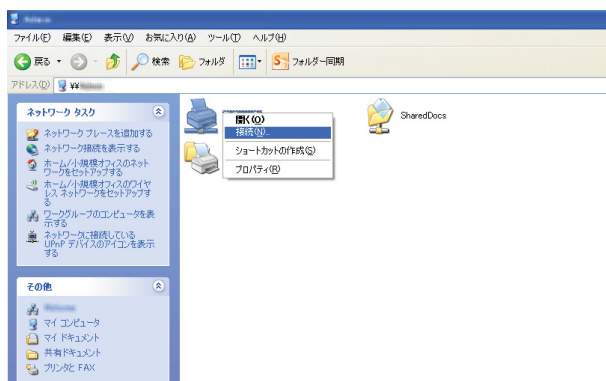 ファイル(F) 編集(E) 表示(V) お気に入り(A) ツール(T) ヘルプ(H)
戻る 検索 フォルダ フォルダー同期
アドレス(D) ¥¥
ネットワーク タスク
ネットワーク プレースを追加する
ネットワーク接続を表示する
ホーム/小規模オフィスのネット
ワークをセットアップする
ホーム/小規模オフィスのワイヤ
レス ネットワークをセットアップす
る
ワークグループのコンピュータを表
示する
ネットワークに接続している
UPnP デバイスのアイコンを表示
する
その他
マイ コンピュータ
マイ ドキュメント
共有ドキュメント
プリンタと FAX
開く(O)
接続(N)...
ショートカットの作成(S)
プロパティ(R)
SharedDocs